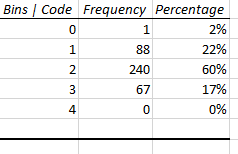 Bins | Code Frequency Percentage
0 1 2%
1 88 22%
2 240 60%
3 67 17%
4 0 0%